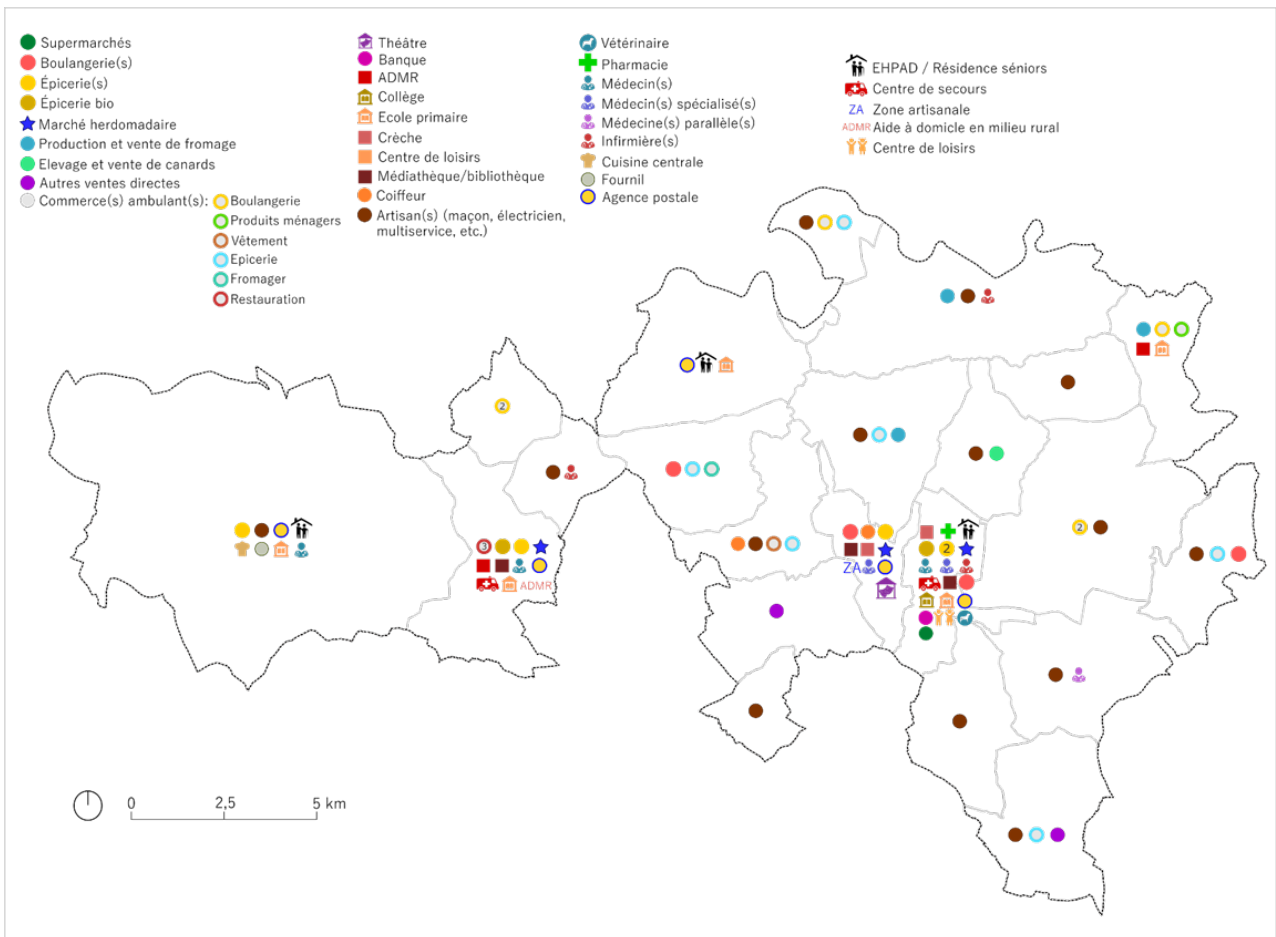 Supermarchés
Boulangerie(s)
Épicerie(s)
Épicerie bio
Marché herdomadaire
Production et vente de fromage
Elevage et vente de canards
Autres ventes directes
Commerce(s) ambulant(s):
Boulangerie
Produits ménagers
Vêtement
Epicerie
Fromager
Restauration
Théâtre
Banque
ADMR
Collège
Ecole primaire
Crèche
Centre de loisirs
Médiathèque/bibliothèque
Coiffeur
Artisan(s) (maçon, électricien,
multiservice, etc.)
Vétérinaire
Pharmacie
Médecin(s)
Médecin(s) spécialisé(s)
Médecine(s) parallèle(s)
Infirmière(s)
Cuisine centrale
Fournil
Agence postale
EHPAD / Résidence séniors
Centre de secours
ZA Zone artisanale
ADMR Aide à domicile en milieu rural
Centre de loisirs
2
3
ADMR
ZA
2
2
0 2,5 5 km